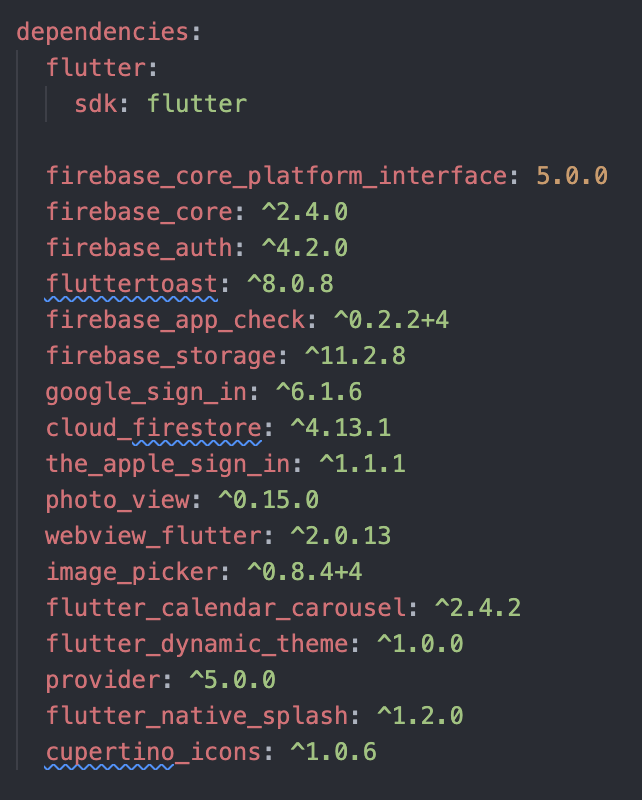 dependencies:
flutter:
sdk: flutter
firebase_core_platform_interface: 5.0.0
firebase_core: ^2.4.0
firebase_auth: ^4.2.0
fluttertoast: ^8.0.8
firebase_app_check: ^0.2.2+4
firebase_storage: ^11.2.8
google_sign_in: ^6.1.6
cloud_firestore: ^4.13.1
the_apple_sign_in: ^1.1.1
photo_view: ^0.15.0
webview_flutter: ^2.0.13
image_picker: ^0.8.4+4
flutter_calendar_carousel: ^2.4.2
flutter_dynamic_theme: ^1.0.0
provider: ^5.0.0
flutter_native_splash: ^1.2.0
cupertino_icons: ^1.0.6